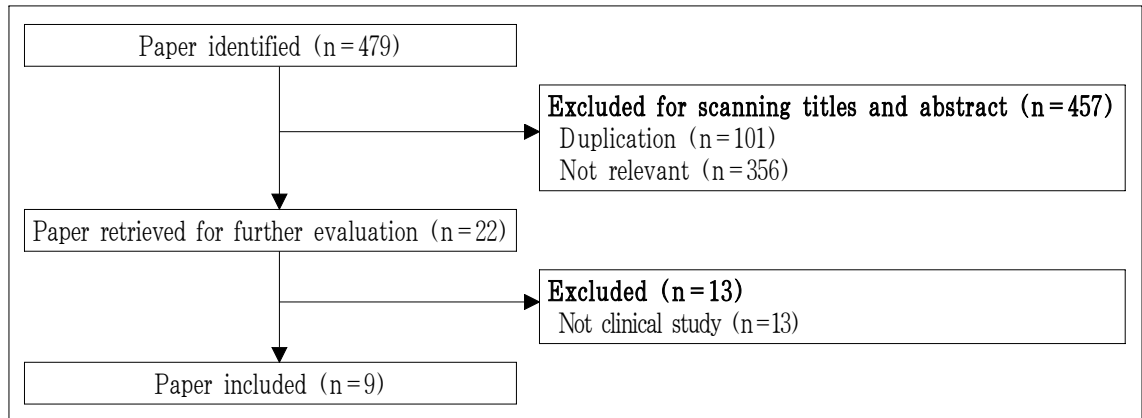 Paper identified (n=479)
Excluded for scanning titles and abstract (n=457)
Duplication (n=101)
Not relevant (n=356)
Paper retrieved for further evaluation (n=22)
Excluded (n=13)
Not clinical study (n=13)
Paper included (n=9)